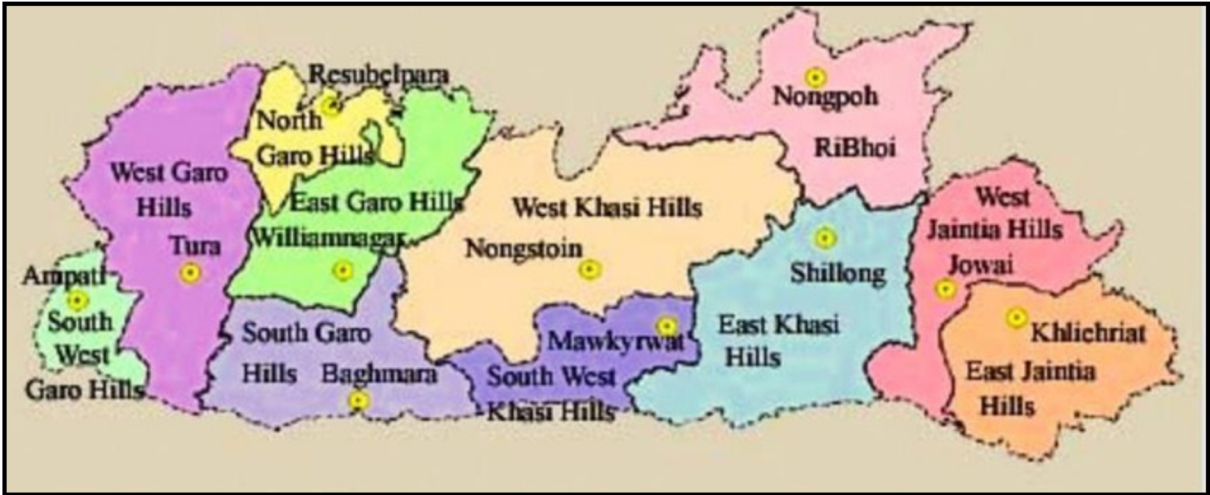 Resubelpara
North
Garo Hills
West Garo
Hills
Tura
East Garo Hills
Williamnagar
Ampati
South
West
Garo Hills
South Garo
Hills Baghmara
West Khasi Hills
Nongstoin
Mawkyrwat
South West
Khasi Hills
Nongpoh
RiBhoi
Shillong
East Khasi
Hills
West
Jaintia Hills
Jowai
Khlichriat
East Jaintia
Hills